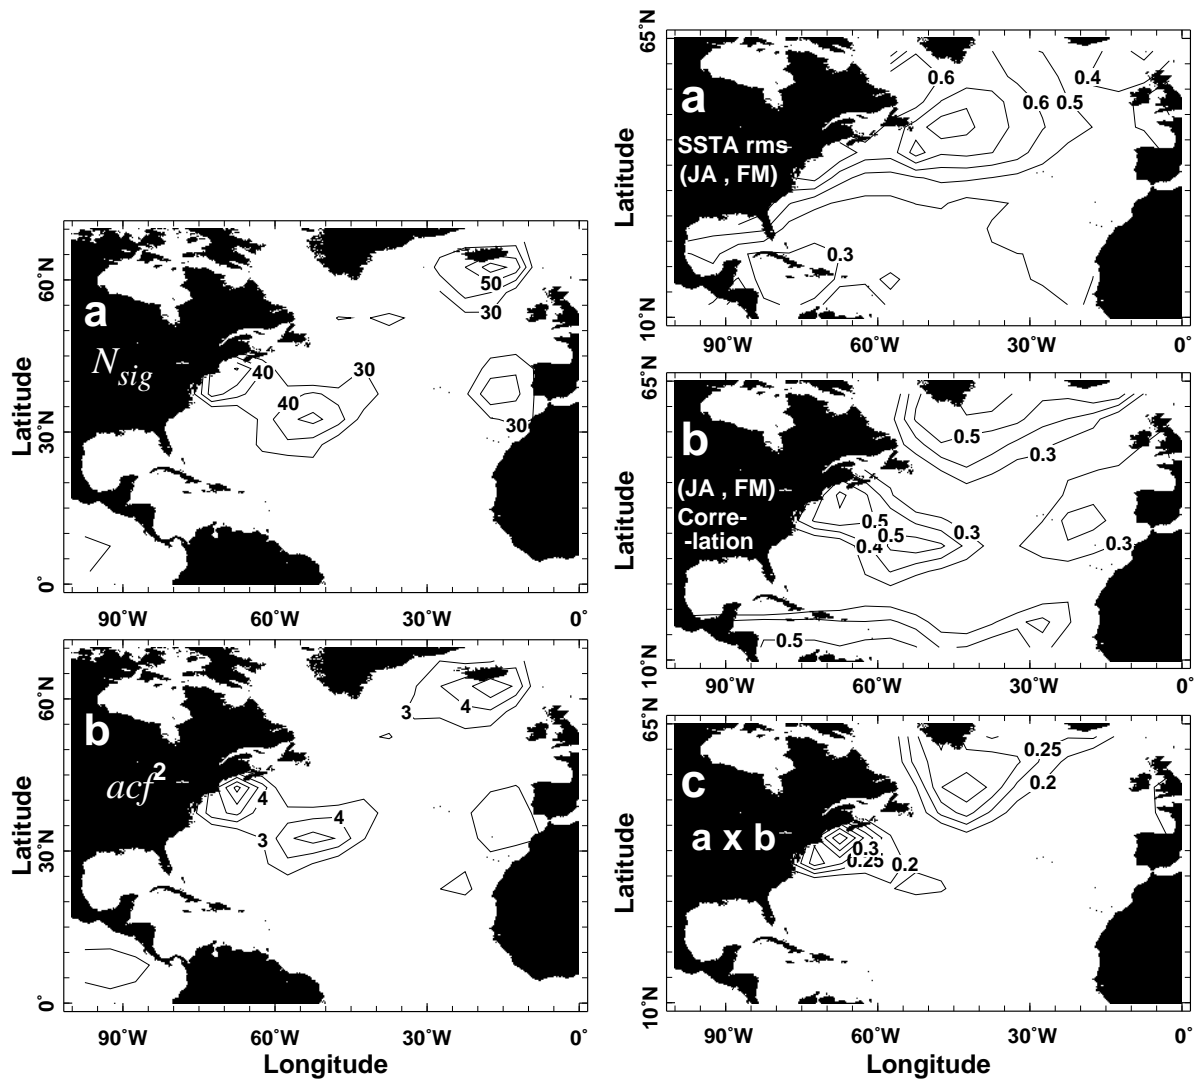 a
N_sig
50
30
40
30
40
30
Latitude
60˚N
30˚N
0˚
90˚W
60˚W
30˚W
0˚
b
acf²
3
4
4
4
3
Latitude
60˚N
30˚N
0˚
90˚W
60˚W
30˚W
0˚
Longitude
a
SSTA rms
(JA , FM)
0.6
0.4
0.6
0.5
0.3
Latitude
65˚N
10˚N
90˚W
60˚W
30˚W
0˚
b
(JA , FM)
Corre-
-lation
0.5
0.3
0.5
0.5
0.4
0.3
0.3
0.5
Latitude
65˚N
10˚N
90˚W
60˚W
30˚W
0˚
c
a x b
0.25
0.2
0.3
0.25
0.2
Latitude
65˚N
10˚N
90˚W
60˚W
30˚W
0˚
Longitude